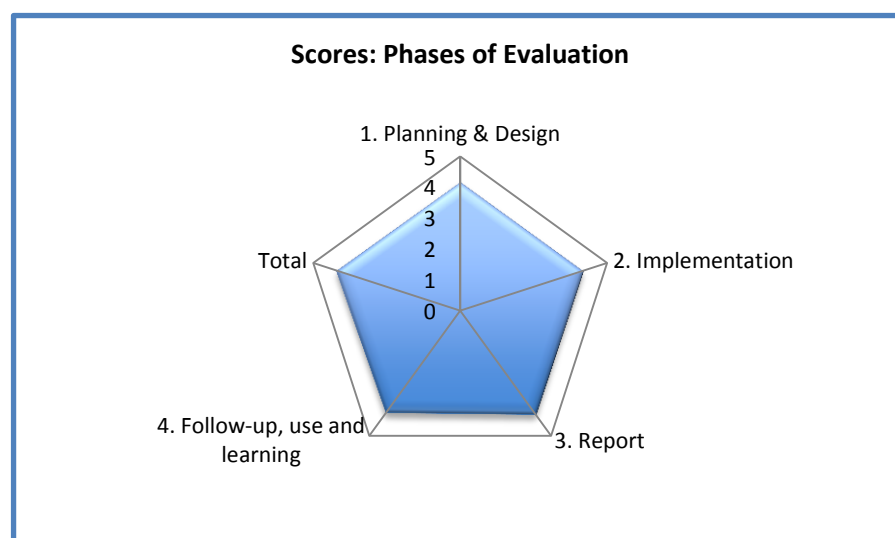 Scores: Phases of Evaluation
1. Planning & Design
5
4
3
2
1
0
Total
2. Implementation
4. Follow-up, use and
learning
3. Report